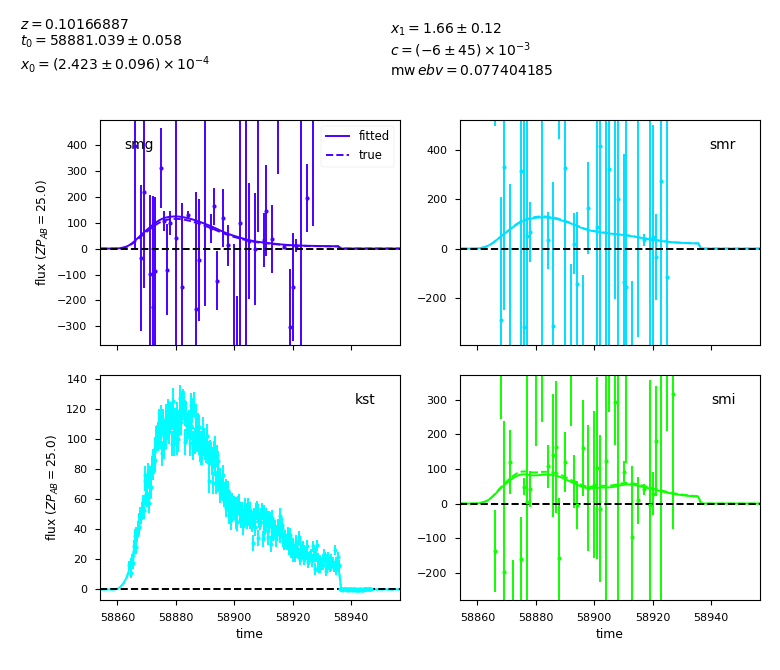 z = 0.10166887
t₀ = 58881.039 ± 0.058
x₀ = (2.423 ± 0.096) × 10⁻⁴
x₁ = 1.66 ± 0.12
c = (−6 ± 45) × 10⁻³
mw ebv = 0.077404185
smg
fitted
true
400
300
200
100
0
−100
−200
−300
flux (ZP_AB = 25.0)
smr
400
200
0
−200
kst
140
120
100
80
60
40
20
0
flux (ZP_AB = 25.0)
58860 58880 58900 58920 58940
time
smi
300
200
100
0
−100
−200
58860 58880 58900 58920 58940
time